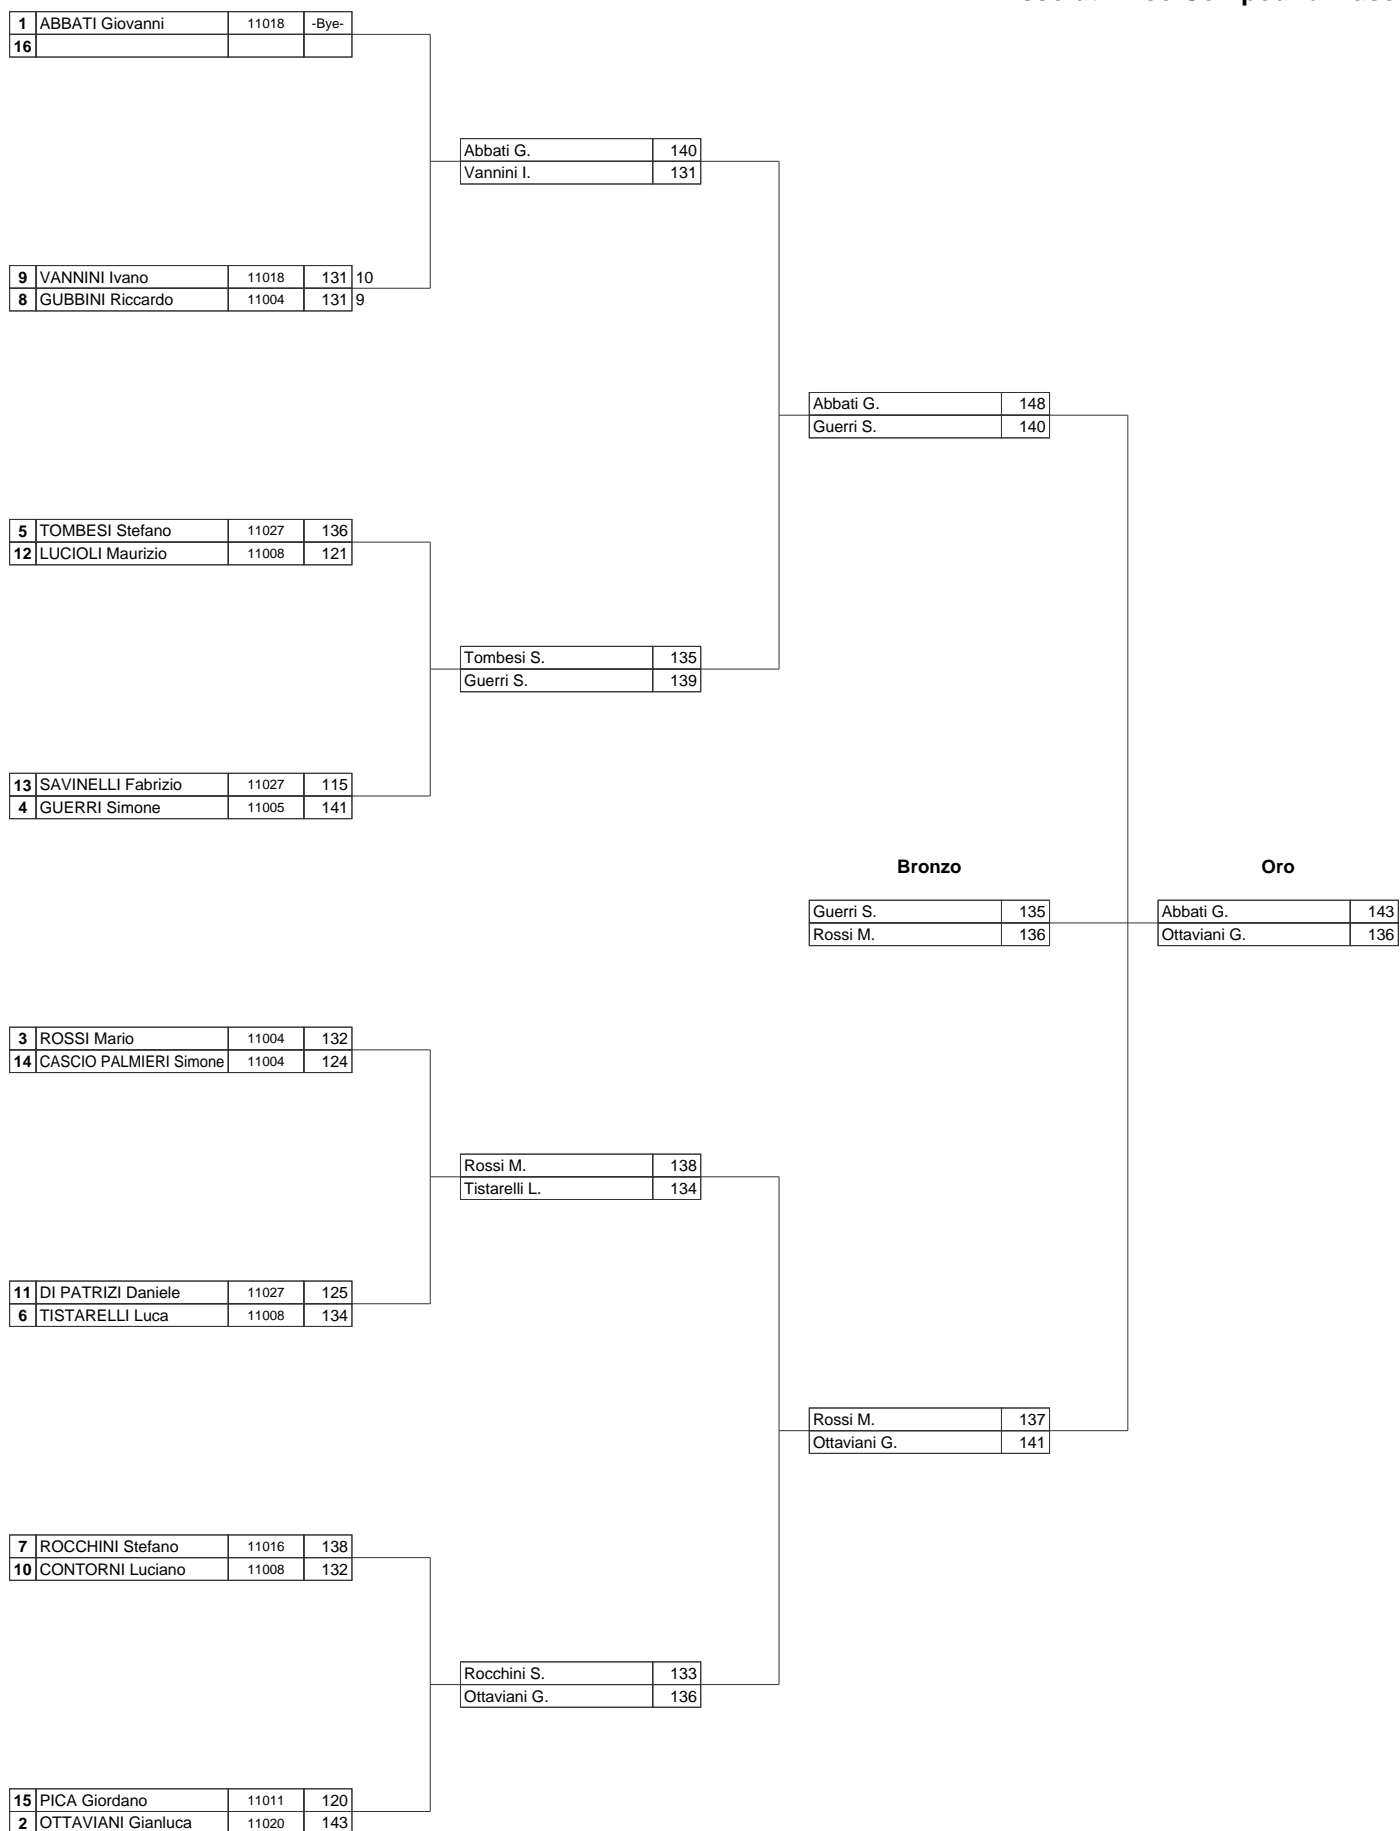 1 ABBATI Giovanni 11018 -Bye-
16
Abbati G. 140
Vannini I. 131
9 VANNINI Ivano 11018 131 10
8 GUBBINI Riccardo 11004 131 9
Abbati G. 148
Guerri S. 140
5 TOMBESI Stefano 11027 136
12 LUCIOLI Maurizio 11008 121
Tombesi S. 135
Guerri S. 139
13 SAVINELLI Fabrizio 11027 115
4 GUERRI Simone 11005 141
Bronzo Oro
Guerri S. 135 Abbati G. 143
Rossi M. 136 Ottaviani G. 136
3 ROSSI Mario 11004 132
14 CASCIO PALMIERI Simone 11004 124
Rossi M. 138
Tistarelli L. 134
11 DI PATRIZI Daniele 11027 125
6 TISTARELLI Luca 11008 134
Rossi M. 137
Ottaviani G. 141
7 ROCCHINI Stefano 11016 138
10 CONTORNI Luciano 11008 132
Rocchini S. 133
Ottaviani G. 136
15 PICA Giordano 11011 120
2 OTTAVIANI Gianluca 11020 143